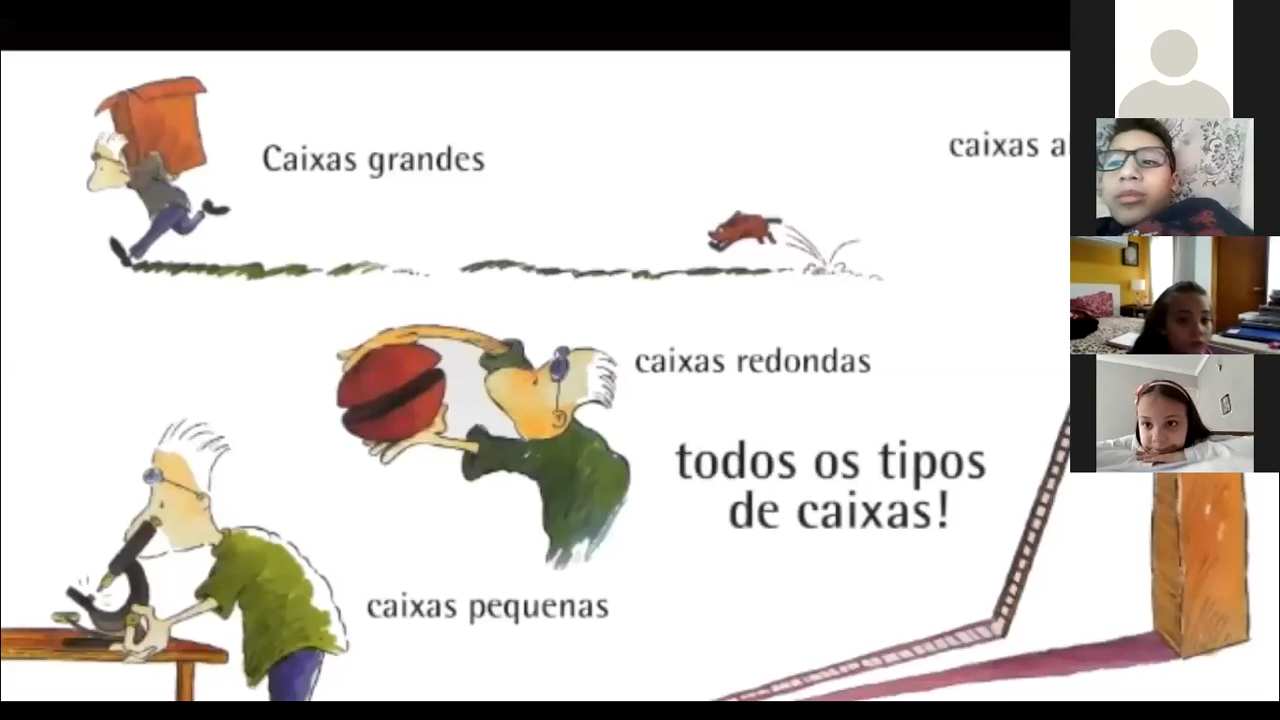 Caixas grandes
caixas a
caixas redondas
todos os tipos
de caixas!
caixas pequenas